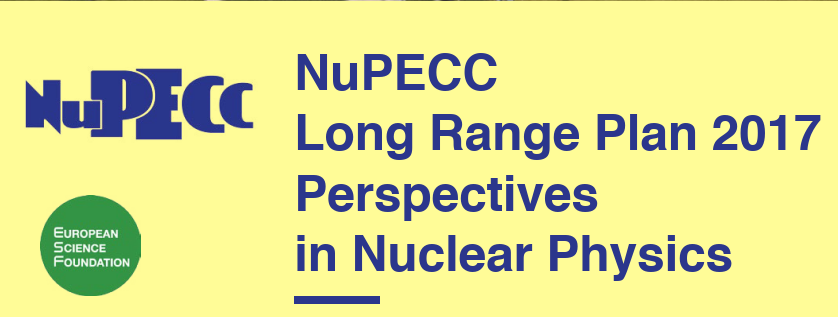 NuPECC
NuPECC
Long Range Plan 2017
Perspectives
in Nuclear Physics
EUROPEAN
SCIENCE
FOUNDATION